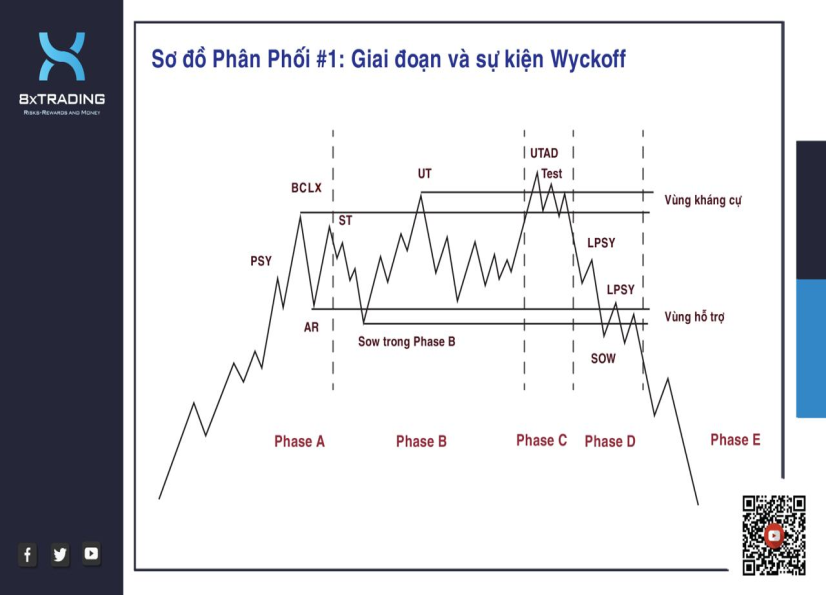 8xTRADING
RISKS-REWARDS AND MONEY
Sơ đồ Phân Phối #1: Giai đoạn và sự kiện Wyckoff
UTAD
Test
UT
BCLX
ST
Vùng kháng cự
PSY
LPSY
LPSY
AR
Vùng hỗ trợ
Sow trong Phase B
SOW
Phase A
Phase B
Phase C
Phase D
Phase E